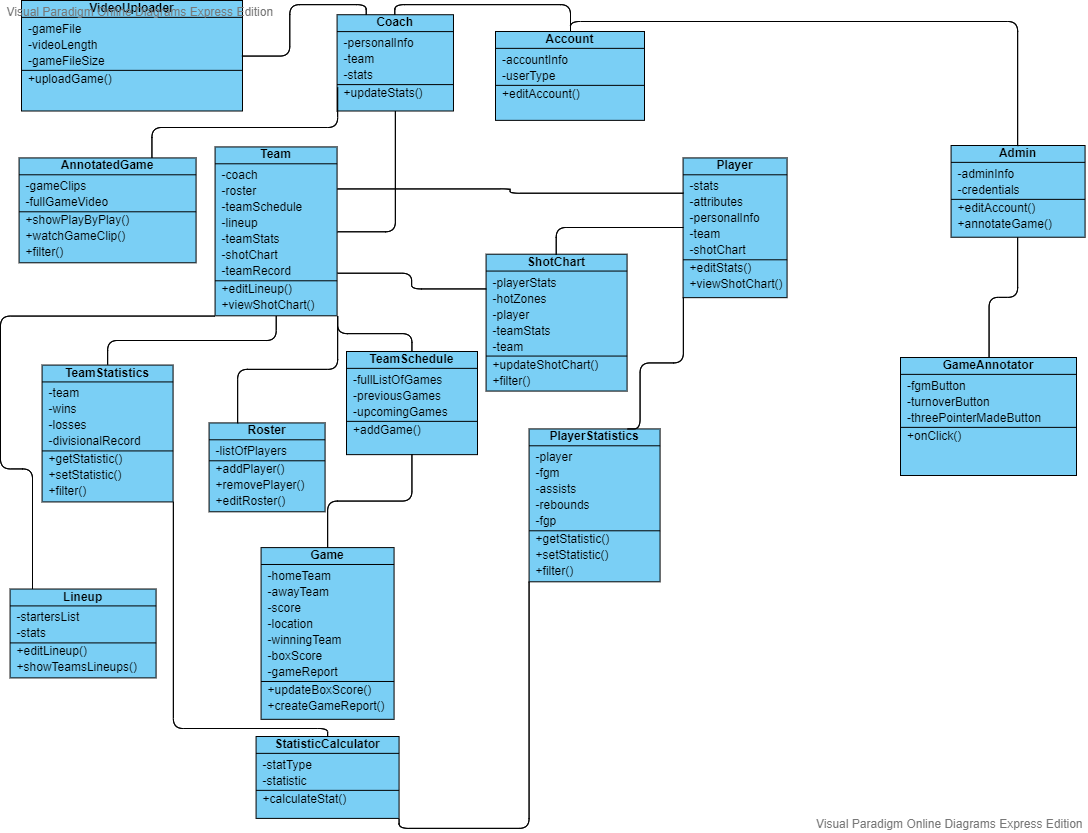 Visual Paradigm Online Diagrams Express Edition
VideoUploader
-gameFile
-videoLength
-gameFileSize
+uploadGame()
Coach
-personalInfo
-team
-stats
+updateStats()
Account
-accountInfo
-userType
+editAccount()
AnnotatedGame
-gameClips
-fullGameVideo
+showPlayByPlay()
+watchGameClip()
+filter()
Team
-coach
-roster
-teamSchedule
-lineup
-teamStats
-shotChart
-teamRecord
+editLineup()
+viewShotChart()
Player
-stats
-attributes
-personalInfo
-team
-shotChart
+editStats()
+viewShotChart()
Admin
-adminInfo
-credentials
+editAccount()
+annotateGame()
ShotChart
-playerStats
-hotZones
-player
-teamStats
-team
+updateShotChart()
+filter()
TeamStatistics
-team
-wins
-losses
-divisionalRecord
+getStatistic()
+setStatistic()
+filter()
TeamSchedule
-fullListOfGames
-previousGames
-upcomingGames
+addGame()
GameAnnotator
-fgmButton
-turnoverButton
-threePointerMadeButton
+onClick()
Roster
-listOfPlayers
+addPlayer()
+removePlayer()
+editRoster()
PlayerStatistics
-player
-fgm
-assists
-rebounds
-fgp
+getStatistic()
+setStatistic()
+filter()
Game
-homeTeam
-awayTeam
-score
-location
-winningTeam
-boxScore
-gameReport
+updateBoxScore()
+createGameReport()
Lineup
-startersList
-stats
+editLineup()
+showTeamsLineups()
StatisticCalculator
-statType
-statistic
+calculateStat()
Visual Paradigm Online Diagrams Express Edition